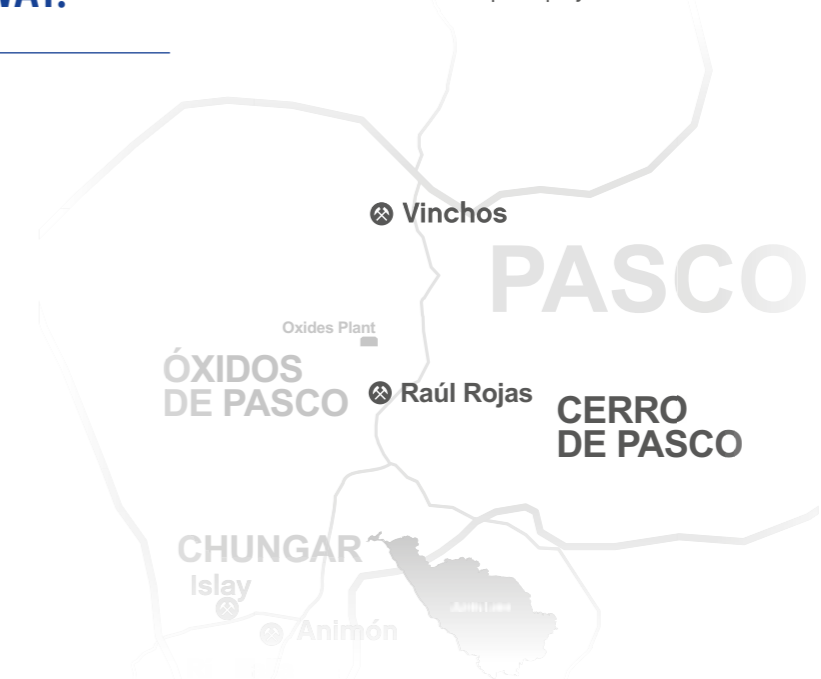 Vinchos
PASCO
Oxides Plant
ÓXIDOS
DE PASCO
Raúl Rojas
CERRO
DE PASCO
CHUNGAR
Islay
Animón